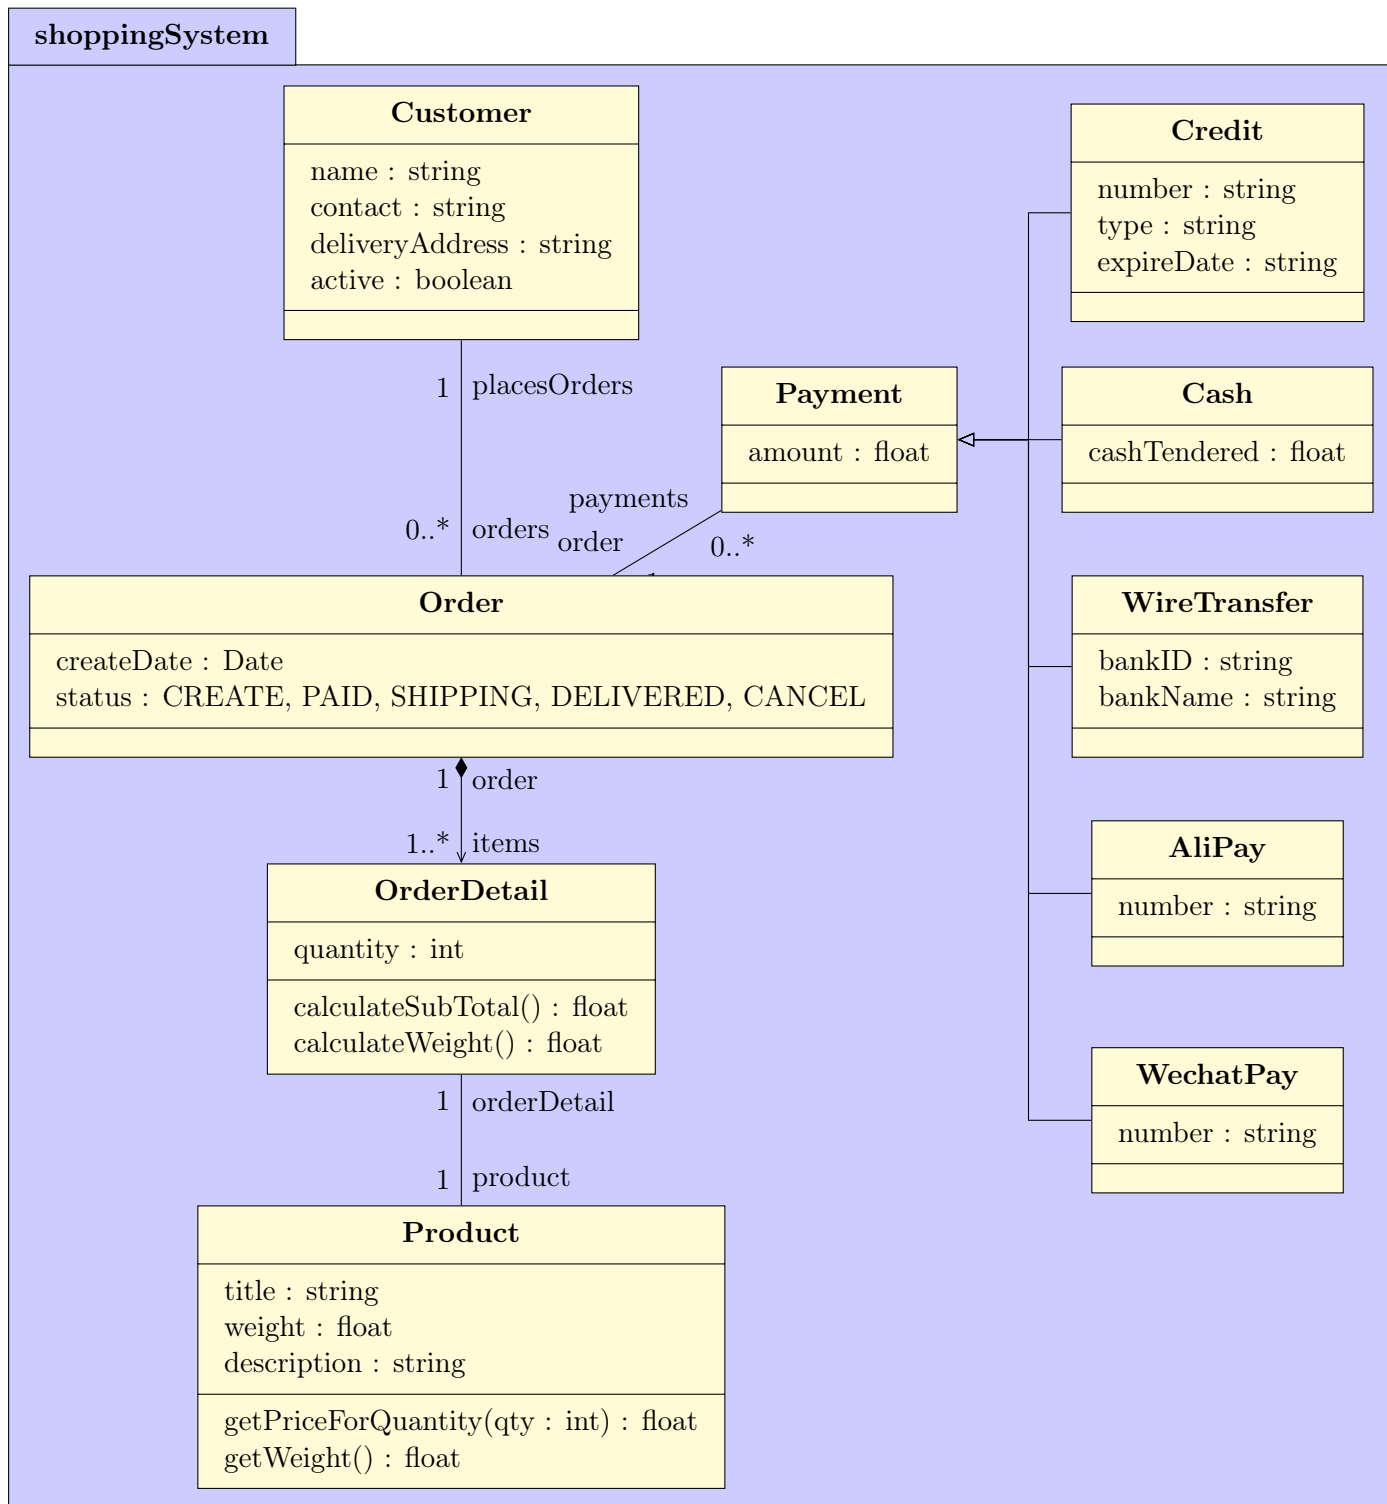 shoppingSystem
Customer
name : string
contact : string
deliveryAddress : string
active : boolean
Credit
number : string
type : string
expireDate : string
1 placesOrders
Payment
amount : float
Cash
cashTendered : float
payments
0..* orders
order
0..*
Order
createDate : Date
status : CREATE, PAID, SHIPPING, DELIVERED, CANCEL
WireTransfer
bankID : string
bankName : string
1 order
1..* items
OrderDetail
quantity : int
calculateSubTotal() : float
calculateWeight() : float
AliPay
number : string
1 orderDetail
1 product
WechatPay
number : string
Product
title : string
weight : float
description : string
getPriceForQuantity(qty : int) : float
getWeight() : float